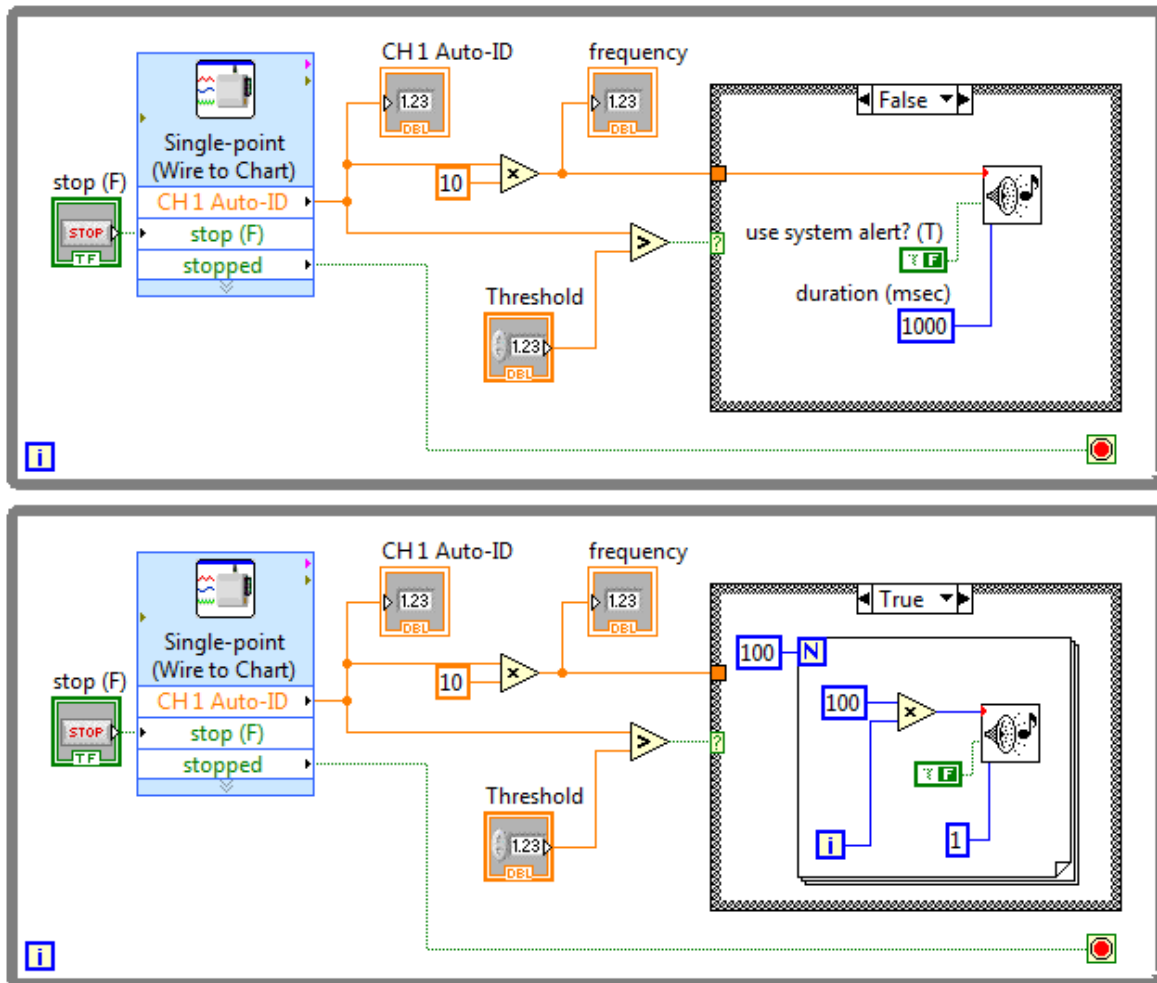 CH 1 Auto-ID
frequency
1.23
DBL
1.23
DBL
False
Single-point
(Wire to Chart)
stop (F)
STOP
TF
CH 1 Auto-ID
stop (F)
stopped
10
x
>
?
use system alert? (T)
F
duration (msec)
1000
Threshold
1.23
DBL
i
CH 1 Auto-ID
frequency
1.23
DBL
1.23
DBL
True
Single-point
(Wire to Chart)
stop (F)
STOP
TF
CH 1 Auto-ID
stop (F)
stopped
10
x
>
?
100
N
100
x
F
i
1
Threshold
1.23
DBL
i